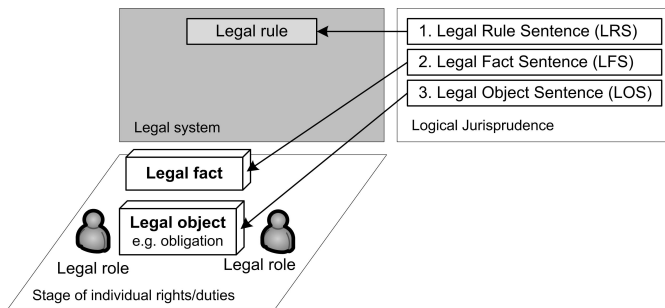 Legal rule
1. Legal Rule Sentence (LRS)
2. Legal Fact Sentence (LFS)
3. Legal Object Sentence (LOS)
Legal system
Logical Jurisprudence
Legal fact
Legal object
e.g. obligation
Legal role
Legal role
Stage of individual rights/duties